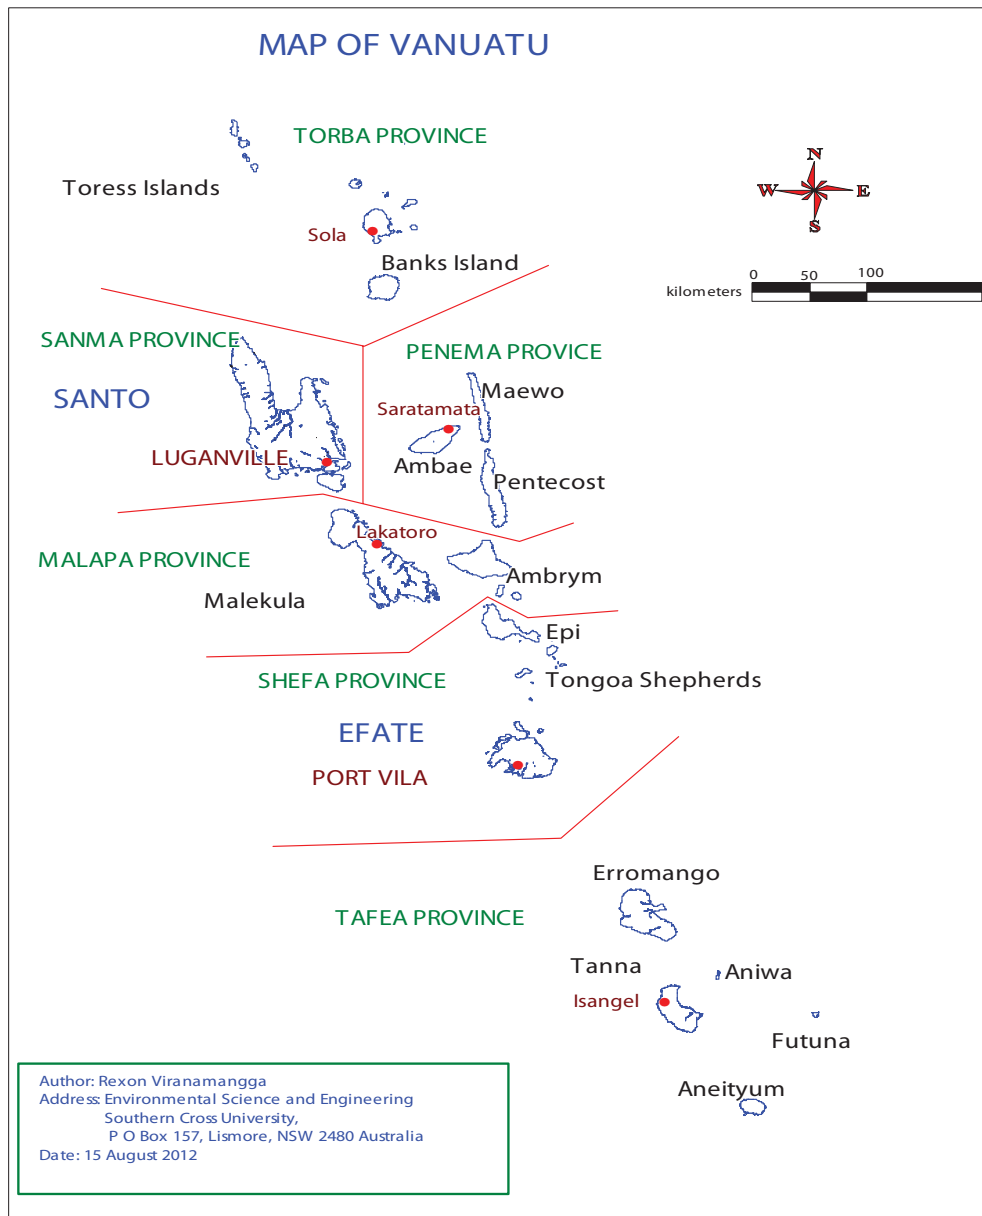 MAP OF VANUATU
TORBA PROVINCE
N
W E
S
Toress Islands
Sola
Banks Island
0 50 100
kilometers
SANMA PROVINCE
PENEMA PROVICE
SANTO
Maewo
Saratamata
LUGANVILLE
Ambae
Pentecost
Lakatoro
MALAPA PROVINCE
Ambrym
Malekula
Epi
SHEFA PROVINCE
Tongoa Shepherds
EFATE
PORT VILA
Erromango
TAFEA PROVINCE
Tanna
Aniwa
Isangel
Futuna
Aneityum
Author: Rexon Viranamangga
Address: Environmental Science and Engineering
Southern Cross University,
P O Box 157, Lismore, NSW 2480 Australia
Date: 15 August 2012